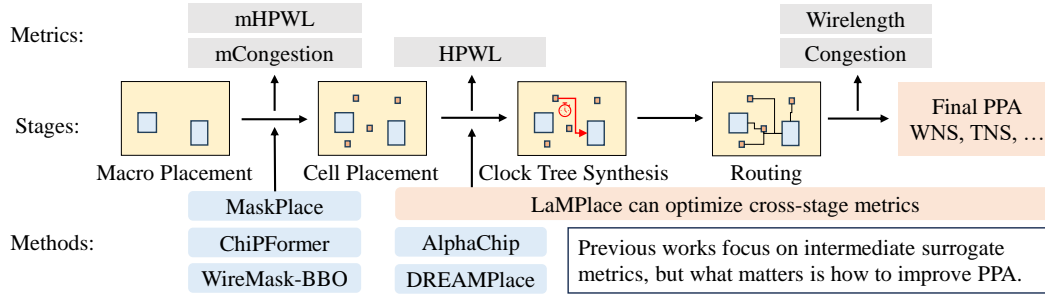 Metrics:
mHPWL
mCongestion
HPWL
Wirelength
Congestion
Stages:
Macro Placement
Cell Placement
Clock Tree Synthesis
Routing
Final PPA
WNS, TNS, …
Methods:
MaskPlace
ChiPFormer
WireMask-BBO
LaMPlace can optimize cross-stage metrics
AlphaChip
DREAMPlace
Previous works focus on intermediate surrogate
metrics, but what matters is how to improve PPA.